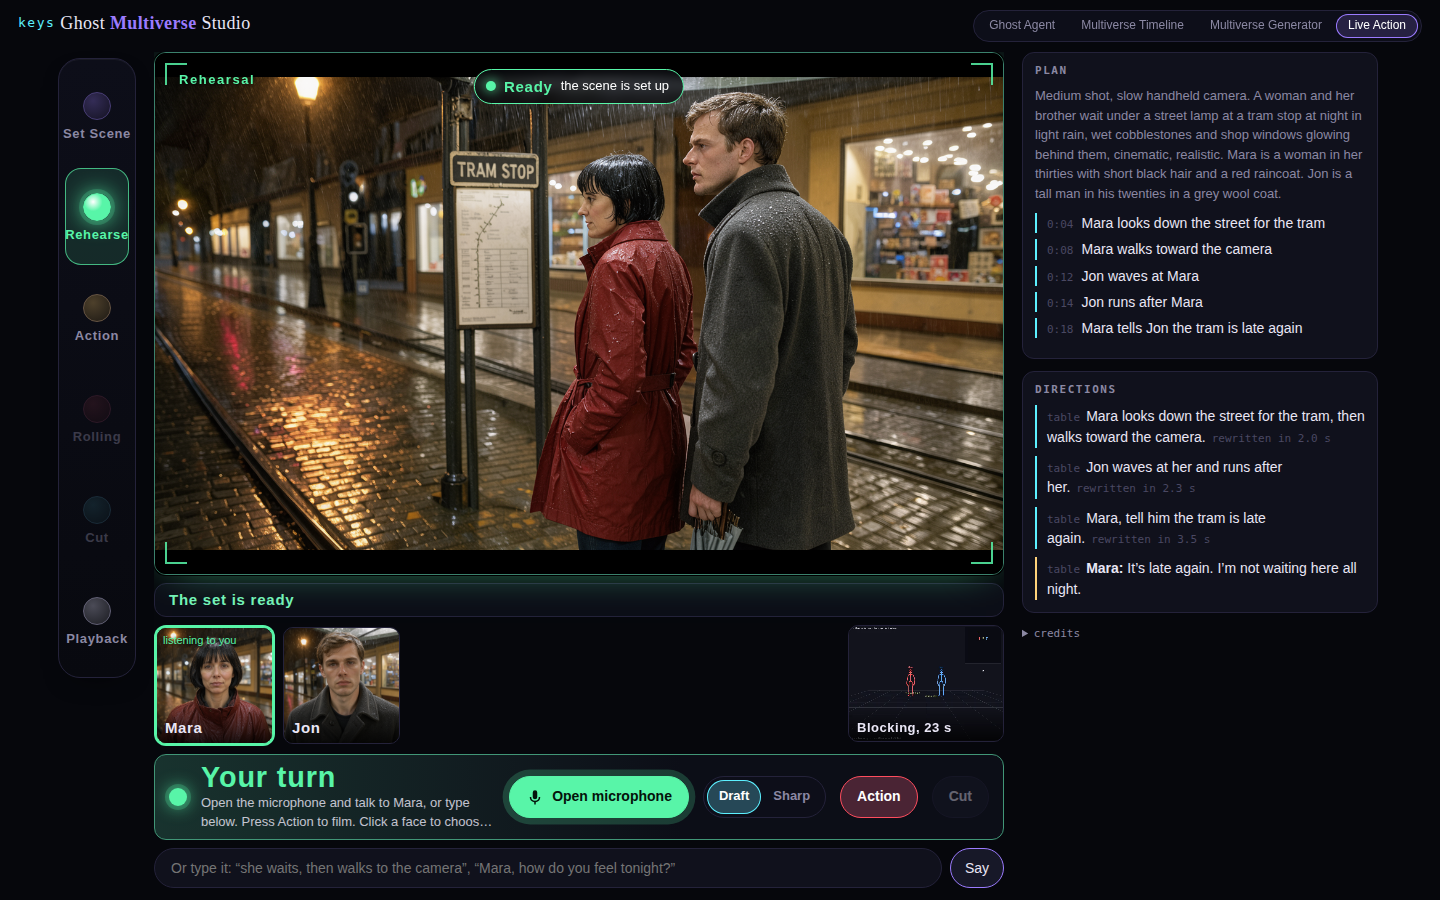 keys Ghost Multiverse Studio
Ghost Agent
Multiverse Timeline
Multiverse Generator
Live Action
Set Scene
Rehearse
Action
Rolling
Cut
Playback
Rehearsal
Ready the scene is set up
TRAM STOP
The set is ready
listening to you
Mara
Jon
Blocking, 23 s
Your turn
Open the microphone and talk to Mara, or type
below. Press Action to film. Click a face to choos…
Open microphone
Draft
Sharp
Action
Cut
Or type it: “she waits, then walks to the camera”, “Mara, how do you feel tonight?”
Say
PLAN
Medium shot, slow handheld camera. A woman and her
brother wait under a street lamp at a tram stop at night in
light rain, wet cobblestones and shop windows glowing
behind them, cinematic, realistic. Mara is a woman in her
thirties with short black hair and a red raincoat. Jon is a
tall man in his twenties in a grey wool coat.
0:04 Mara looks down the street for the tram
0:08 Mara walks toward the camera
0:12 Jon waves at Mara
0:14 Jon runs after Mara
0:18 Mara tells Jon the tram is late again
DIRECTIONS
table Mara looks down the street for the tram, then
walks toward the camera. rewritten in 2.0 s
table Jon waves at her and runs after
her. rewritten in 2.3 s
table Mara, tell him the tram is late
again. rewritten in 3.5 s
table Mara: It’s late again. I’m not waiting here all
night.
credits